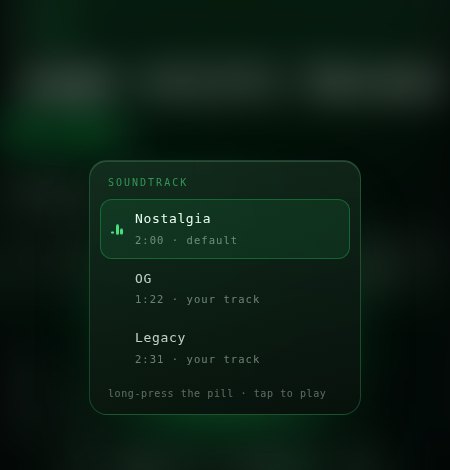 SOUNDTRACK
Nostalgia
2:00 · default
OG
1:22 · your track
Legacy
2:31 · your track
long-press the pill · tap to play